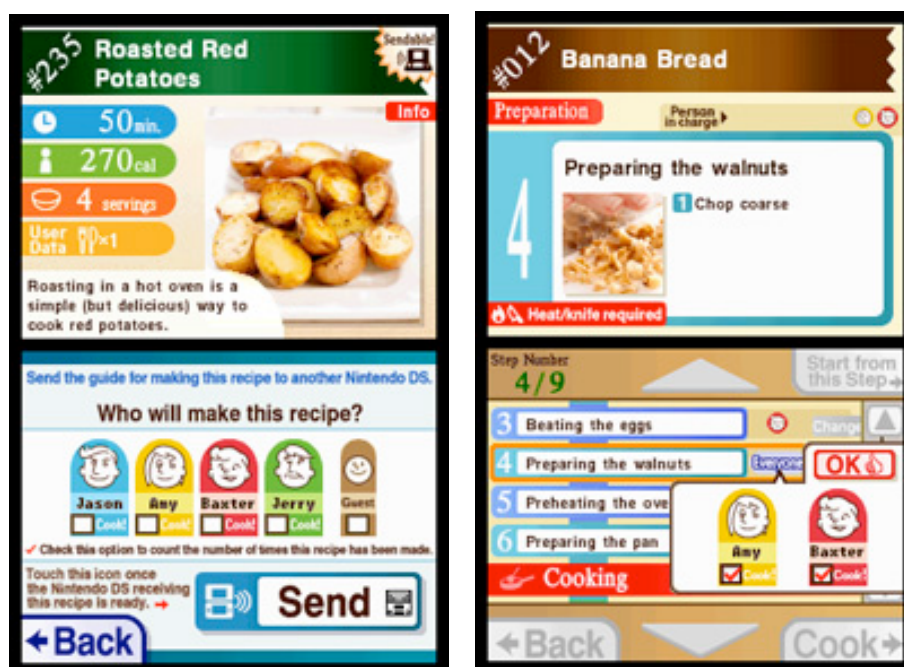 #235 Roasted Red
Potatoes
Sendable!
Info
50min.
270cal
4 servings
User
Data ×1
Roasting in a hot oven is a
simple (but delicious) way to
cook red potatoes.
Send the guide for making this recipe to another Nintendo DS.
Who will make this recipe?
Jason Amy Baxter Jerry Guest
Cook! Cook! Cook! Cook!
✓ Check this option to count the number of times this recipe has been made.
Touch this icon once
the Nintendo DS receiving
this recipe is ready. →
Send
Back
#012 Banana Bread
Preparation
Person
in charge
4
Preparing the walnuts
1 Chop coarse
Heat/knife required
Step Number
4/9
Start from
this Step
3 Beating the eggs
Change
4 Preparing the walnuts Everyone
OK
5 Preheating the ove
6 Preparing the pan
Amy Baxter
Cook! Cook!
Cooking
Back
Cook